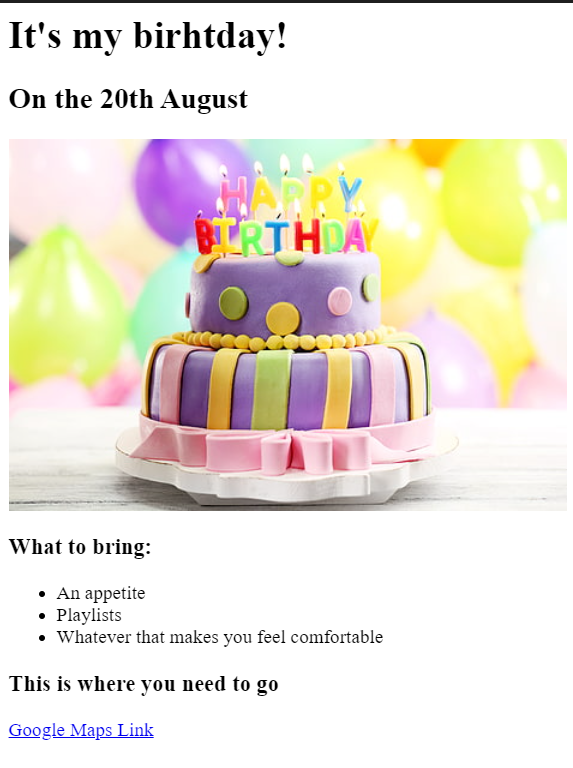 It's my birhtday!
On the 20th August
HAPPY
BIRTHDAY
What to bring:
An appetite
Playlists
Whatever that makes you feel comfortable
This is where you need to go
Google Maps Link